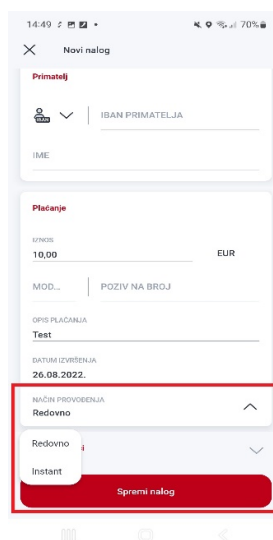 14:49
70%
Novi nalog
Primatelj
IBAN
IBAN PRIMATELJA
IME
Plaćanje
IZNOS
10,00 EUR
MOD... POZIV NA BROJ
OPIS PLAĆANJA
Test
DATUM IZVRŠENJA
26.08.2022.
NAČIN PROVOĐENJA
Redovno
Redovno
i
Instant
Spremi nalog